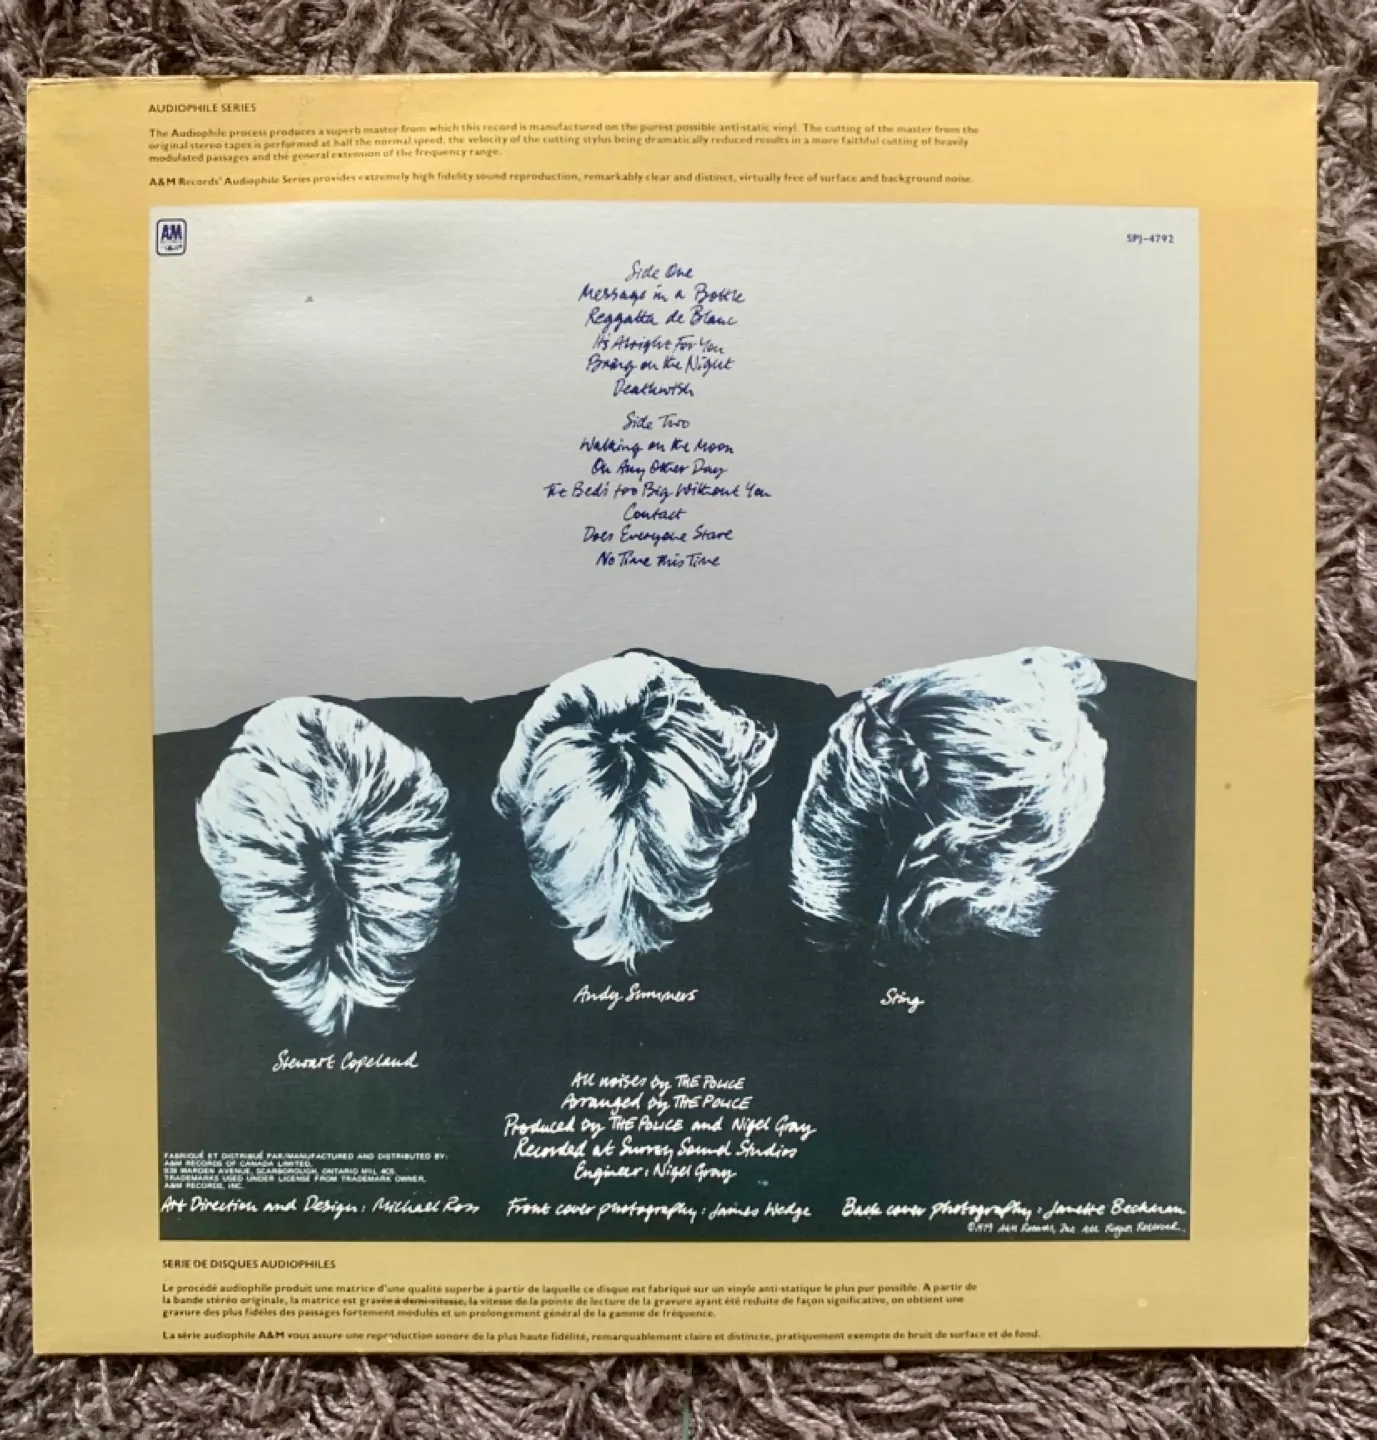 AUDIOPHILE SERIES
The Audiophile process produces a superb master from which this record is manufactured on the purest possible anti-static vinyl. The cutting of the master from the
original stereo tapes is performed at half the normal speed, the velocity of the cutting stylus being dramatically reduced results in a more faithful cutting of heavily
modulated passages and the general extension of the frequency range.
A&M Records' Audiophile Series provides extremely high fidelity sound reproduction, remarkably clear and distinct, virtually free of surface and background noise.
A&M
SPJ-4792
Side One
Message in a Bottle
Reggatta de Blanc
It's Alright For You
Bring on the Night
Deathwish
Side Two
Walking on the Moon
On Any Other Day
The Bed's too Big Without You
Contact
Does Everyone Stare
No Time this Time
Andy Summers
Sting
Stewart Copeland
All noises by THE POLICE
Arranged by THE POLICE
Produced by THE POLICE and Nigel Gray
Recorded at Surrey Sound Studios
Engineer: Nigel Gray
FABRIQUÉ ET DISTRIBUÉ PAR/MANUFACTURED AND DISTRIBUTED BY:
A&M RECORDS OF CANADA LIMITED,
939 WARDEN AVENUE, SCARBOROUGH, ONTARIO M1L 4C5.
TRADEMARKS USED UNDER LICENSE FROM TRADEMARK OWNER,
A&M RECORDS, INC.
Art Direction and Design: Michael Ross
Front cover photography: James Wedge
Back cover photography: Janette Beckman
©1979 A&M Records, Inc. All Rights Reserved.
SERIE DE DISQUES AUDIOPHILES
Le procédé audiophile produit une matrice d'une qualité superbe à partir de laquelle ce disque est fabriqué sur un vinyle anti-statique le plus pur possible. A partir de
la bande stéréo originale, la matrice est gravée à demi-vitesse, la vitesse de la pointe de lecture de la gravure ayant été reduite de façon significative, on obtient une
gravure des plus fidèles des passages fortement modulés et un prolongement général de la gamme de fréquence.
La série audiophile A&M vous assure une reproduction sonore de la plus haute fidélité, remarquablement claire et distincte, pratiquement exempte de bruit de surface et de fond.